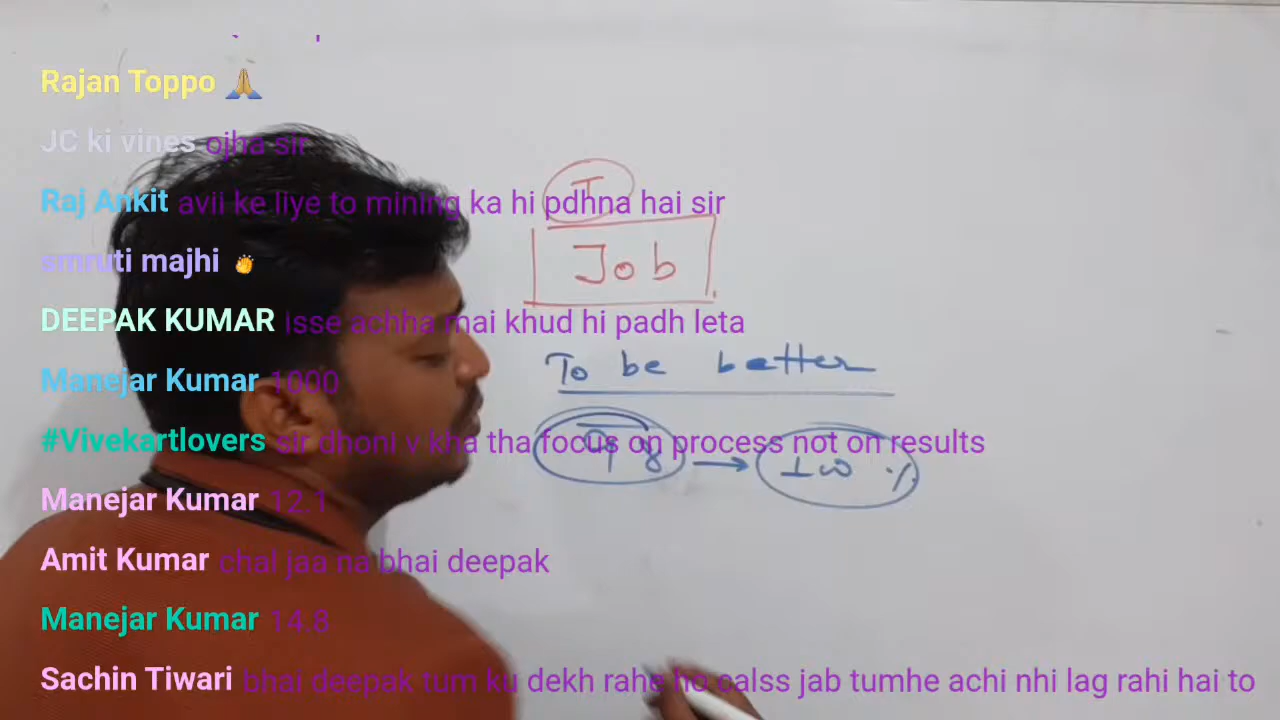 Rajan Toppo 🙏
JC ki vines ojha sir
Raj Ankit avii ke liye to mining ka hi pdhna hai sir
smruti majhi 👏
DEEPAK KUMAR isse achha mai khud hi padh leta
Manejar Kumar 1000
#Vivekartlovers sir dhoni v kha tha focus on process not on results
Manejar Kumar 12.1
Amit Kumar chal jaa na bhai deepak
Manejar Kumar 14.8
Sachin Tiwari bhai deepak tum ku dekh rahe ho calss jab tumhe achi nhi lag rahi hai to
I
Job
To be better
98 → 100 %